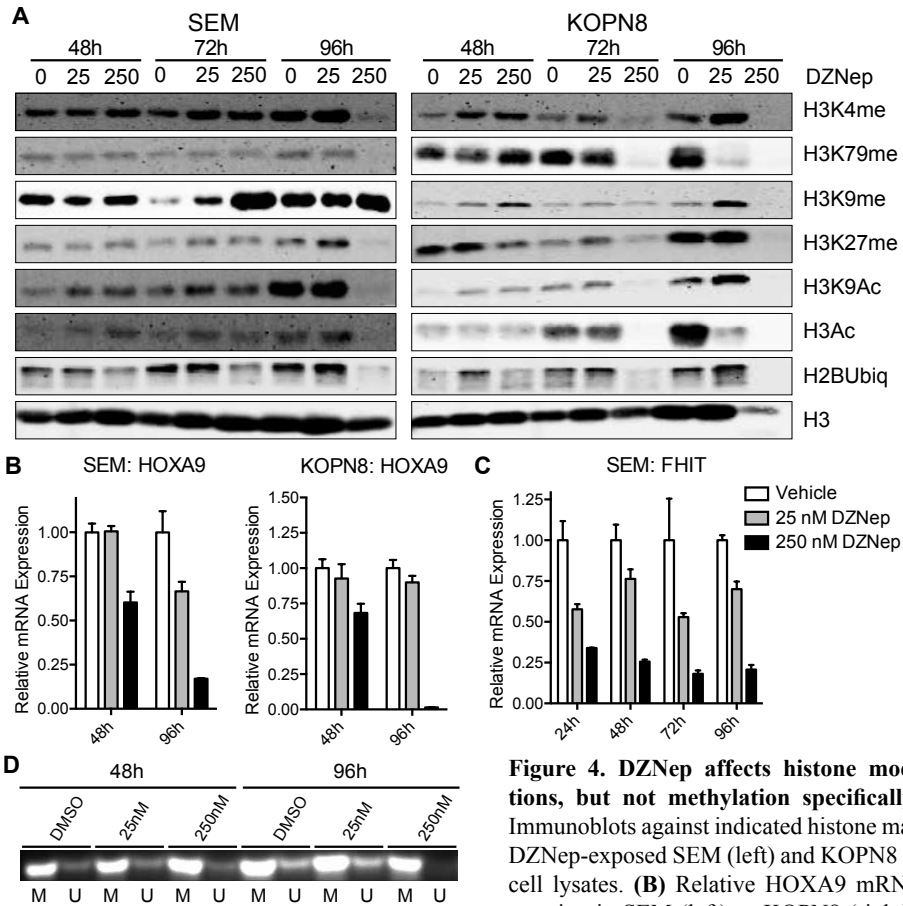 A
SEM
KOPN8
48h 72h 96h 48h 72h 96h
0 25 250 0 25 250 0 25 250 0 25 250 0 25 250 0 25 250 DZNep
H3K4me
H3K79me
H3K9me
H3K27me
H3K9Ac
H3Ac
H2BUbiq
H3
B
SEM: HOXA9
Relative mRNA Expression
1.00
0.75
0.50
0.25
0.00
48h 96h
KOPN8: HOXA9
Relative mRNA Expression
1.50
1.25
1.00
0.75
0.50
0.25
0.00
48h 96h
C
SEM: FHIT
Relative mRNA Expression
1.25
1.00
0.75
0.50
0.25
0.00
24h 48h 72h 96h
Vehicle
25 nM DZNep
250 nM DZNep
D
48h 96h
DMSO 25nM 250nM DMSO 25nM 250nM
M U M U M U M U M U M U
Figure 4. DZNep affects histone mod
tions, but not methylation specificall
Immunoblots against indicated histone ma
DZNep-exposed SEM (left) and KOPN8
cell lysates. (B) Relative HOXA9 mRN